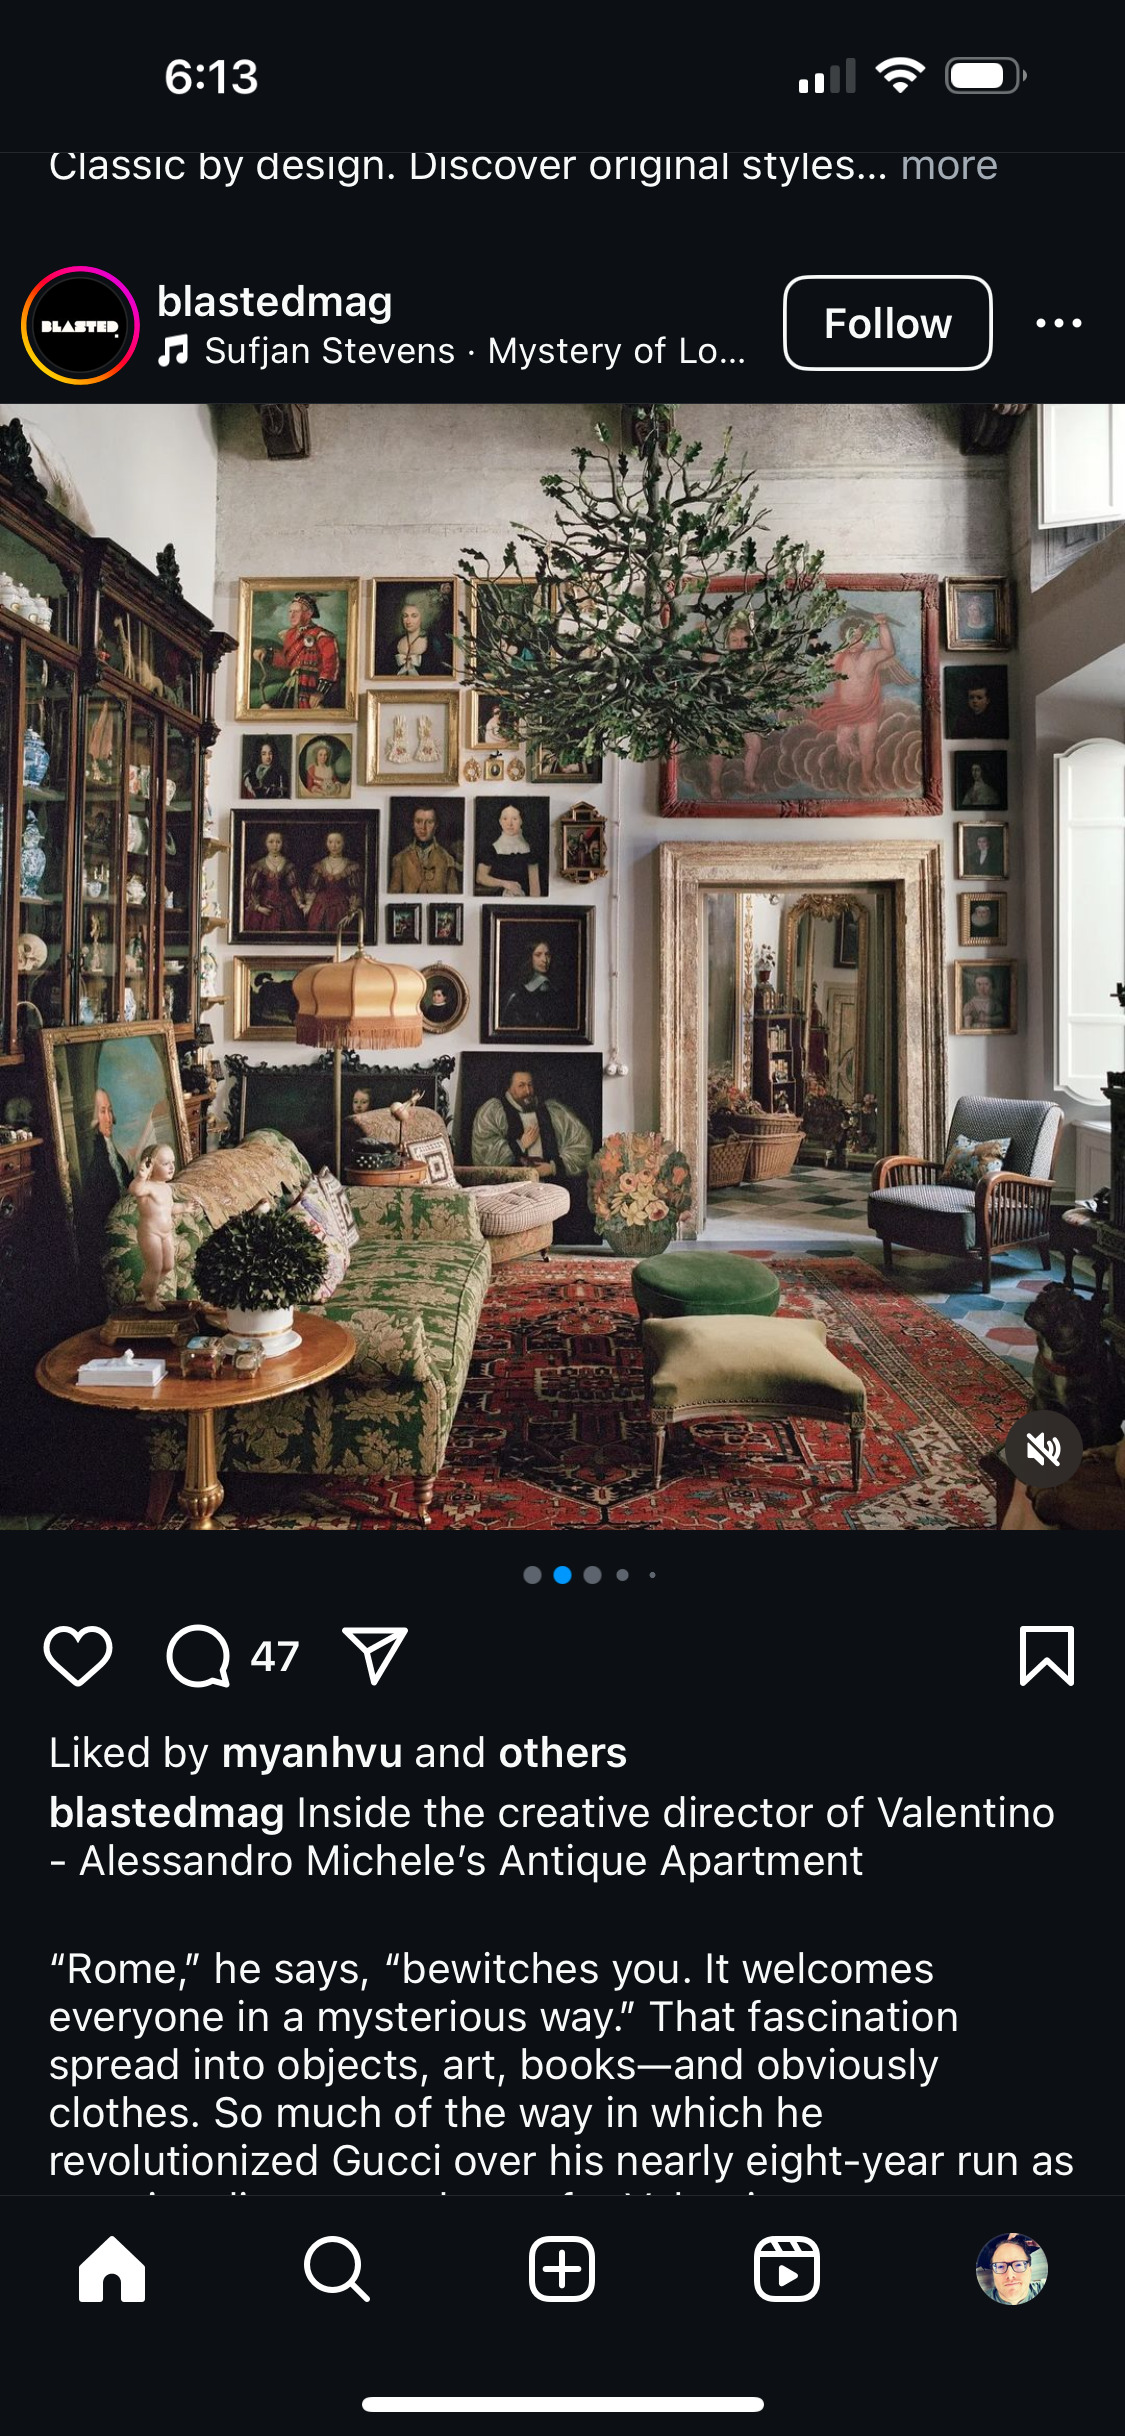 6:13
Classic by design. Discover original styles... more
BLASTED.
blastedmag
Sufjan Stevens · Mystery of Lo...
Follow
47
Liked by myanhvu and others
blastedmag Inside the creative director of Valentino
- Alessandro Michele’s Antique Apartment
“Rome,” he says, “bewitches you. It welcomes
everyone in a mysterious way.” That fascination
spread into objects, art, books—and obviously
clothes. So much of the way in which he
revolutionized Gucci over his nearly eight-year run as